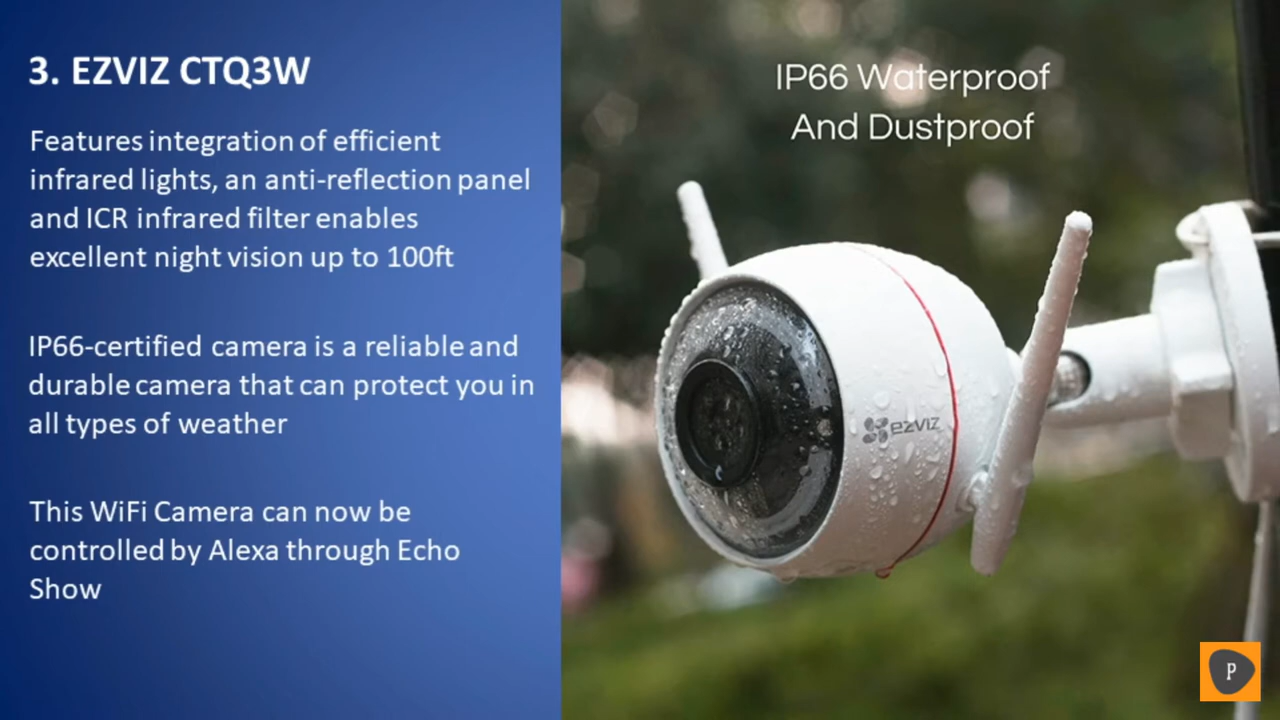 3. EZVIZ CTQ3W
Features integration of efficient
infrared lights, an anti-reflection panel
and ICR infrared filter enables
excellent night vision up to 100ft
IP66-certified camera is a reliable and
durable camera that can protect you in
all types of weather
This WiFi Camera can now be
controlled by Alexa through Echo
Show
IP66 Waterproof
And Dustproof
ezviz
P